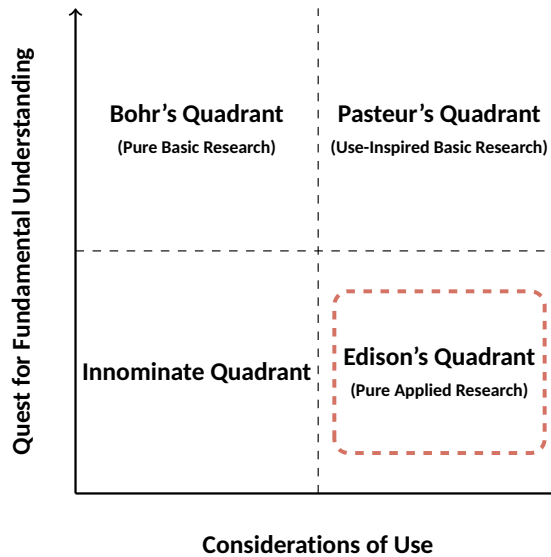 Quest for Fundamental Understanding
Bohr’s Quadrant
(Pure Basic Research)
Pasteur’s Quadrant
(Use-Inspired Basic Research)
Innominate Quadrant
Edison’s Quadrant
(Pure Applied Research)
Considerations of Use